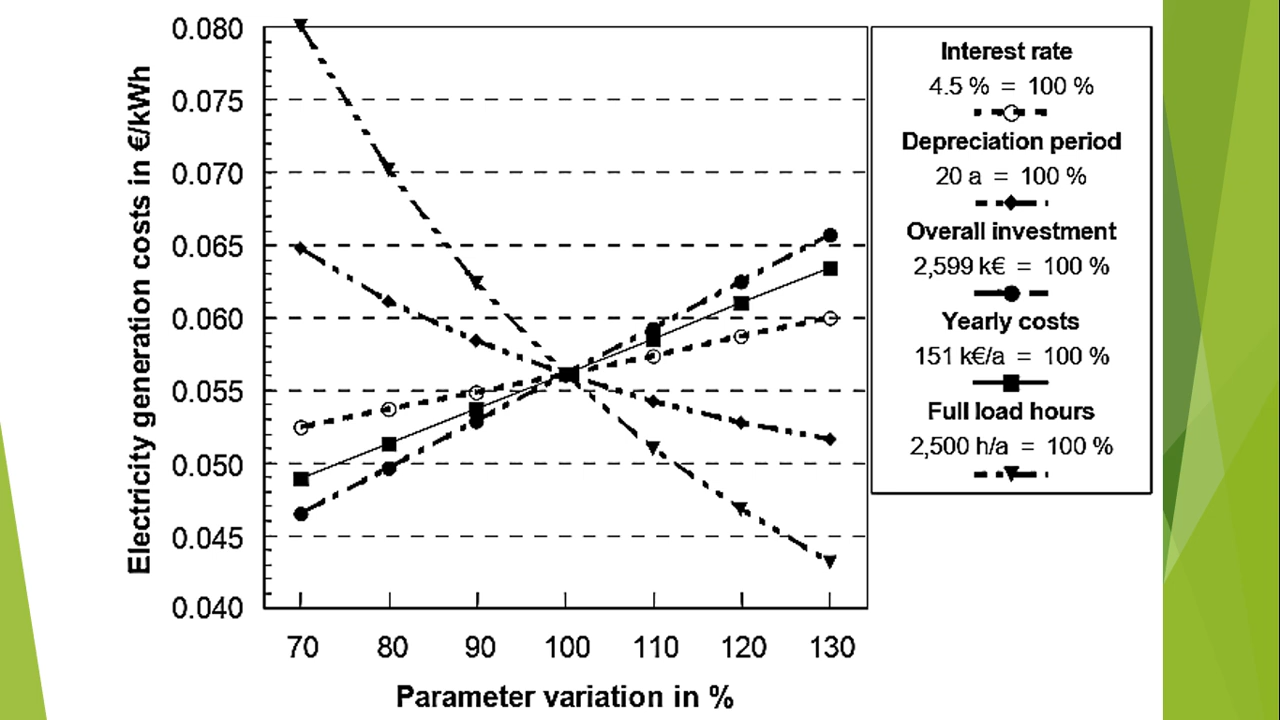 Electricity generation costs in €/kWh
0.080
0.075
0.070
0.065
0.060
0.055
0.050
0.045
0.040
70 80 90 100 110 120 130
Parameter variation in %
Interest rate
4.5 % = 100 %
Depreciation period
20 a = 100 %
Overall investment
2,599 k€ = 100 %
Yearly costs
151 k€/a = 100 %
Full load hours
2,500 h/a = 100 %